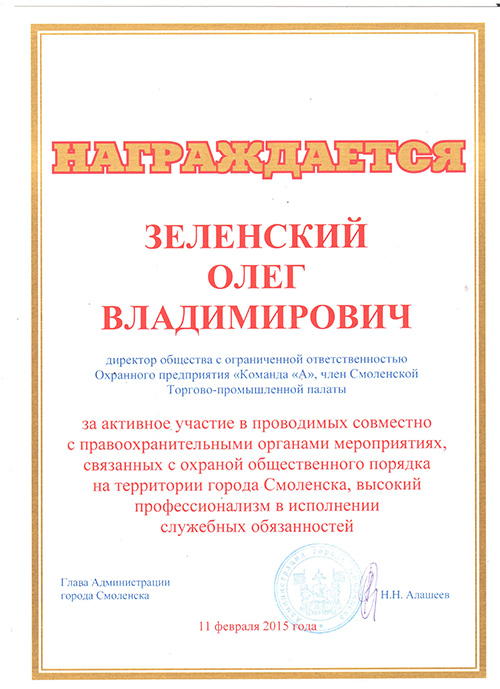 НАГРАЖДАЕТСЯ
ЗЕЛЕНСКИЙ
ОЛЕГ
ВЛАДИМИРОВИЧ
директор общества с ограниченной ответственностью
Охранного предприятия «Команда «А», член Смоленской
Торгово-промышленной палаты
за активное участие в проводимых совместно
с правоохранительными органами мероприятиях,
связанных с охраной общественного порядка
на территории города Смоленска, высокий
профессионализм в исполнении
служебных обязанностей
Глава Администрации
города Смоленска
Н.Н. Алашеев
11 февраля 2015 года